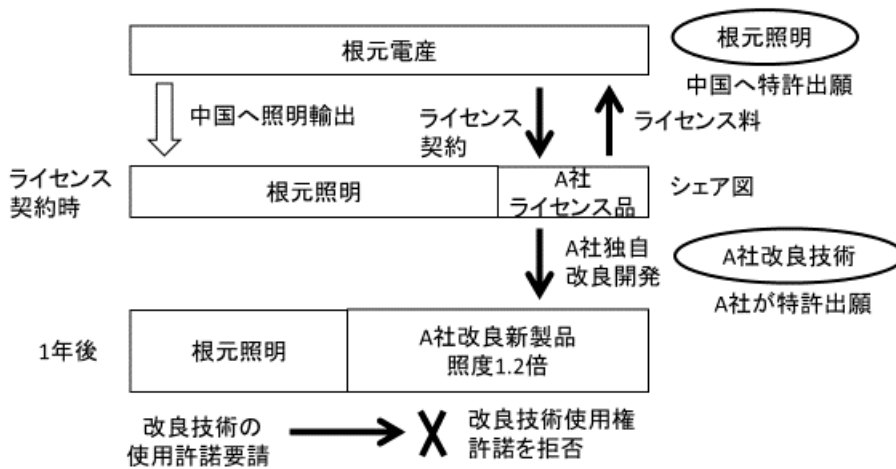 根元電産
根元照明
中国へ特許出願
中国へ照明輸出
ライセンス
契約
ライセンス料
ライセンス
契約時
根元照明
A社
ライセンス品
シェア図
A社独自
改良開発
A社改良技術
A社が特許出願
1年後
根元照明
A社改良新製品
照度1.2倍
改良技術の
使用許諾要請
改良技術使用権
許諾を拒否